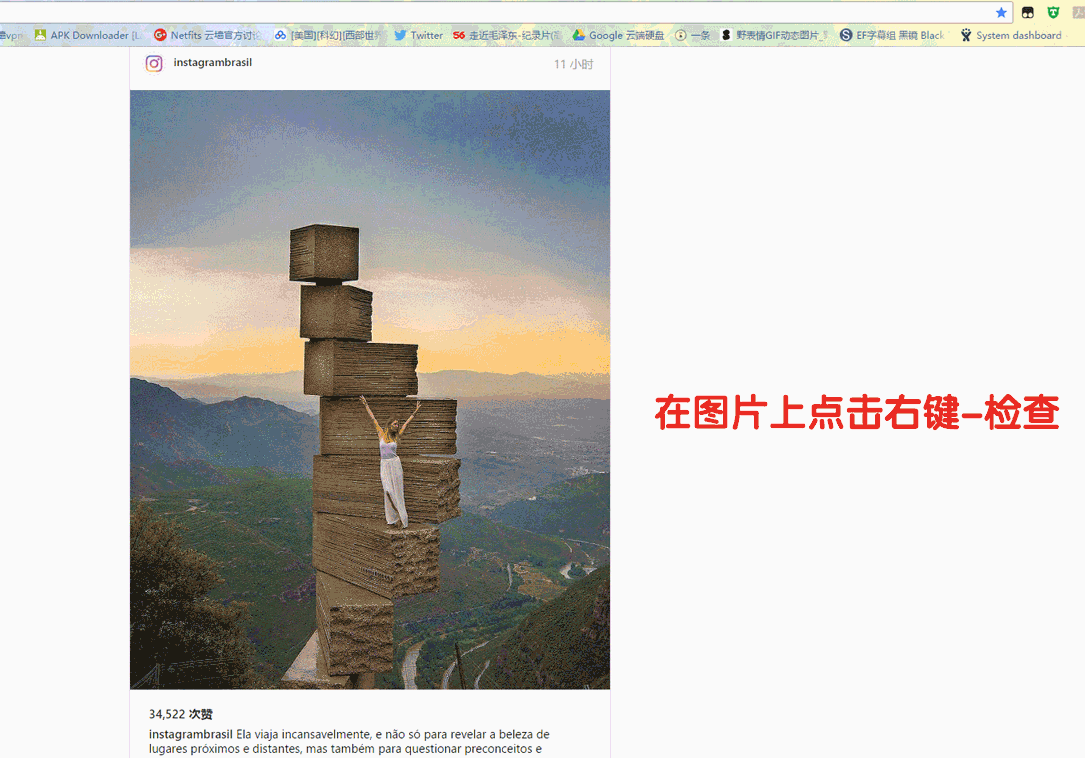 APK Downloader [La
Netfits 云墙官方讨论
[美国][科幻][西部世界
Twitter
走近毛泽东-纪录片(
Google 云端硬盘
一条
野表情GIF动态图片_
EF字幕组 黑镜 Black
System dashboard
instagrambrasil
11 小时
在图片上点击右键-检查
34,522 次赞
instagrambrasil Ela viaja incansavelmente, e não só para revelar a beleza de
lugares próximos e distantes, mas também para questionar preconceitos e